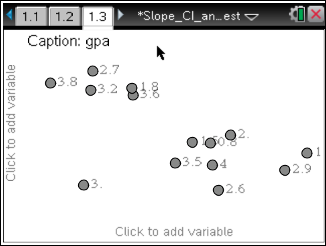 1.1 1.2 1.3 *Slope_CI_an...est
Caption: gpa
2.7
3.8
3.2 1.8
3.6
2.
1.5 0.8
1
3.5 4
2.9
3.
2.6
Click to add variable
Click to add variable